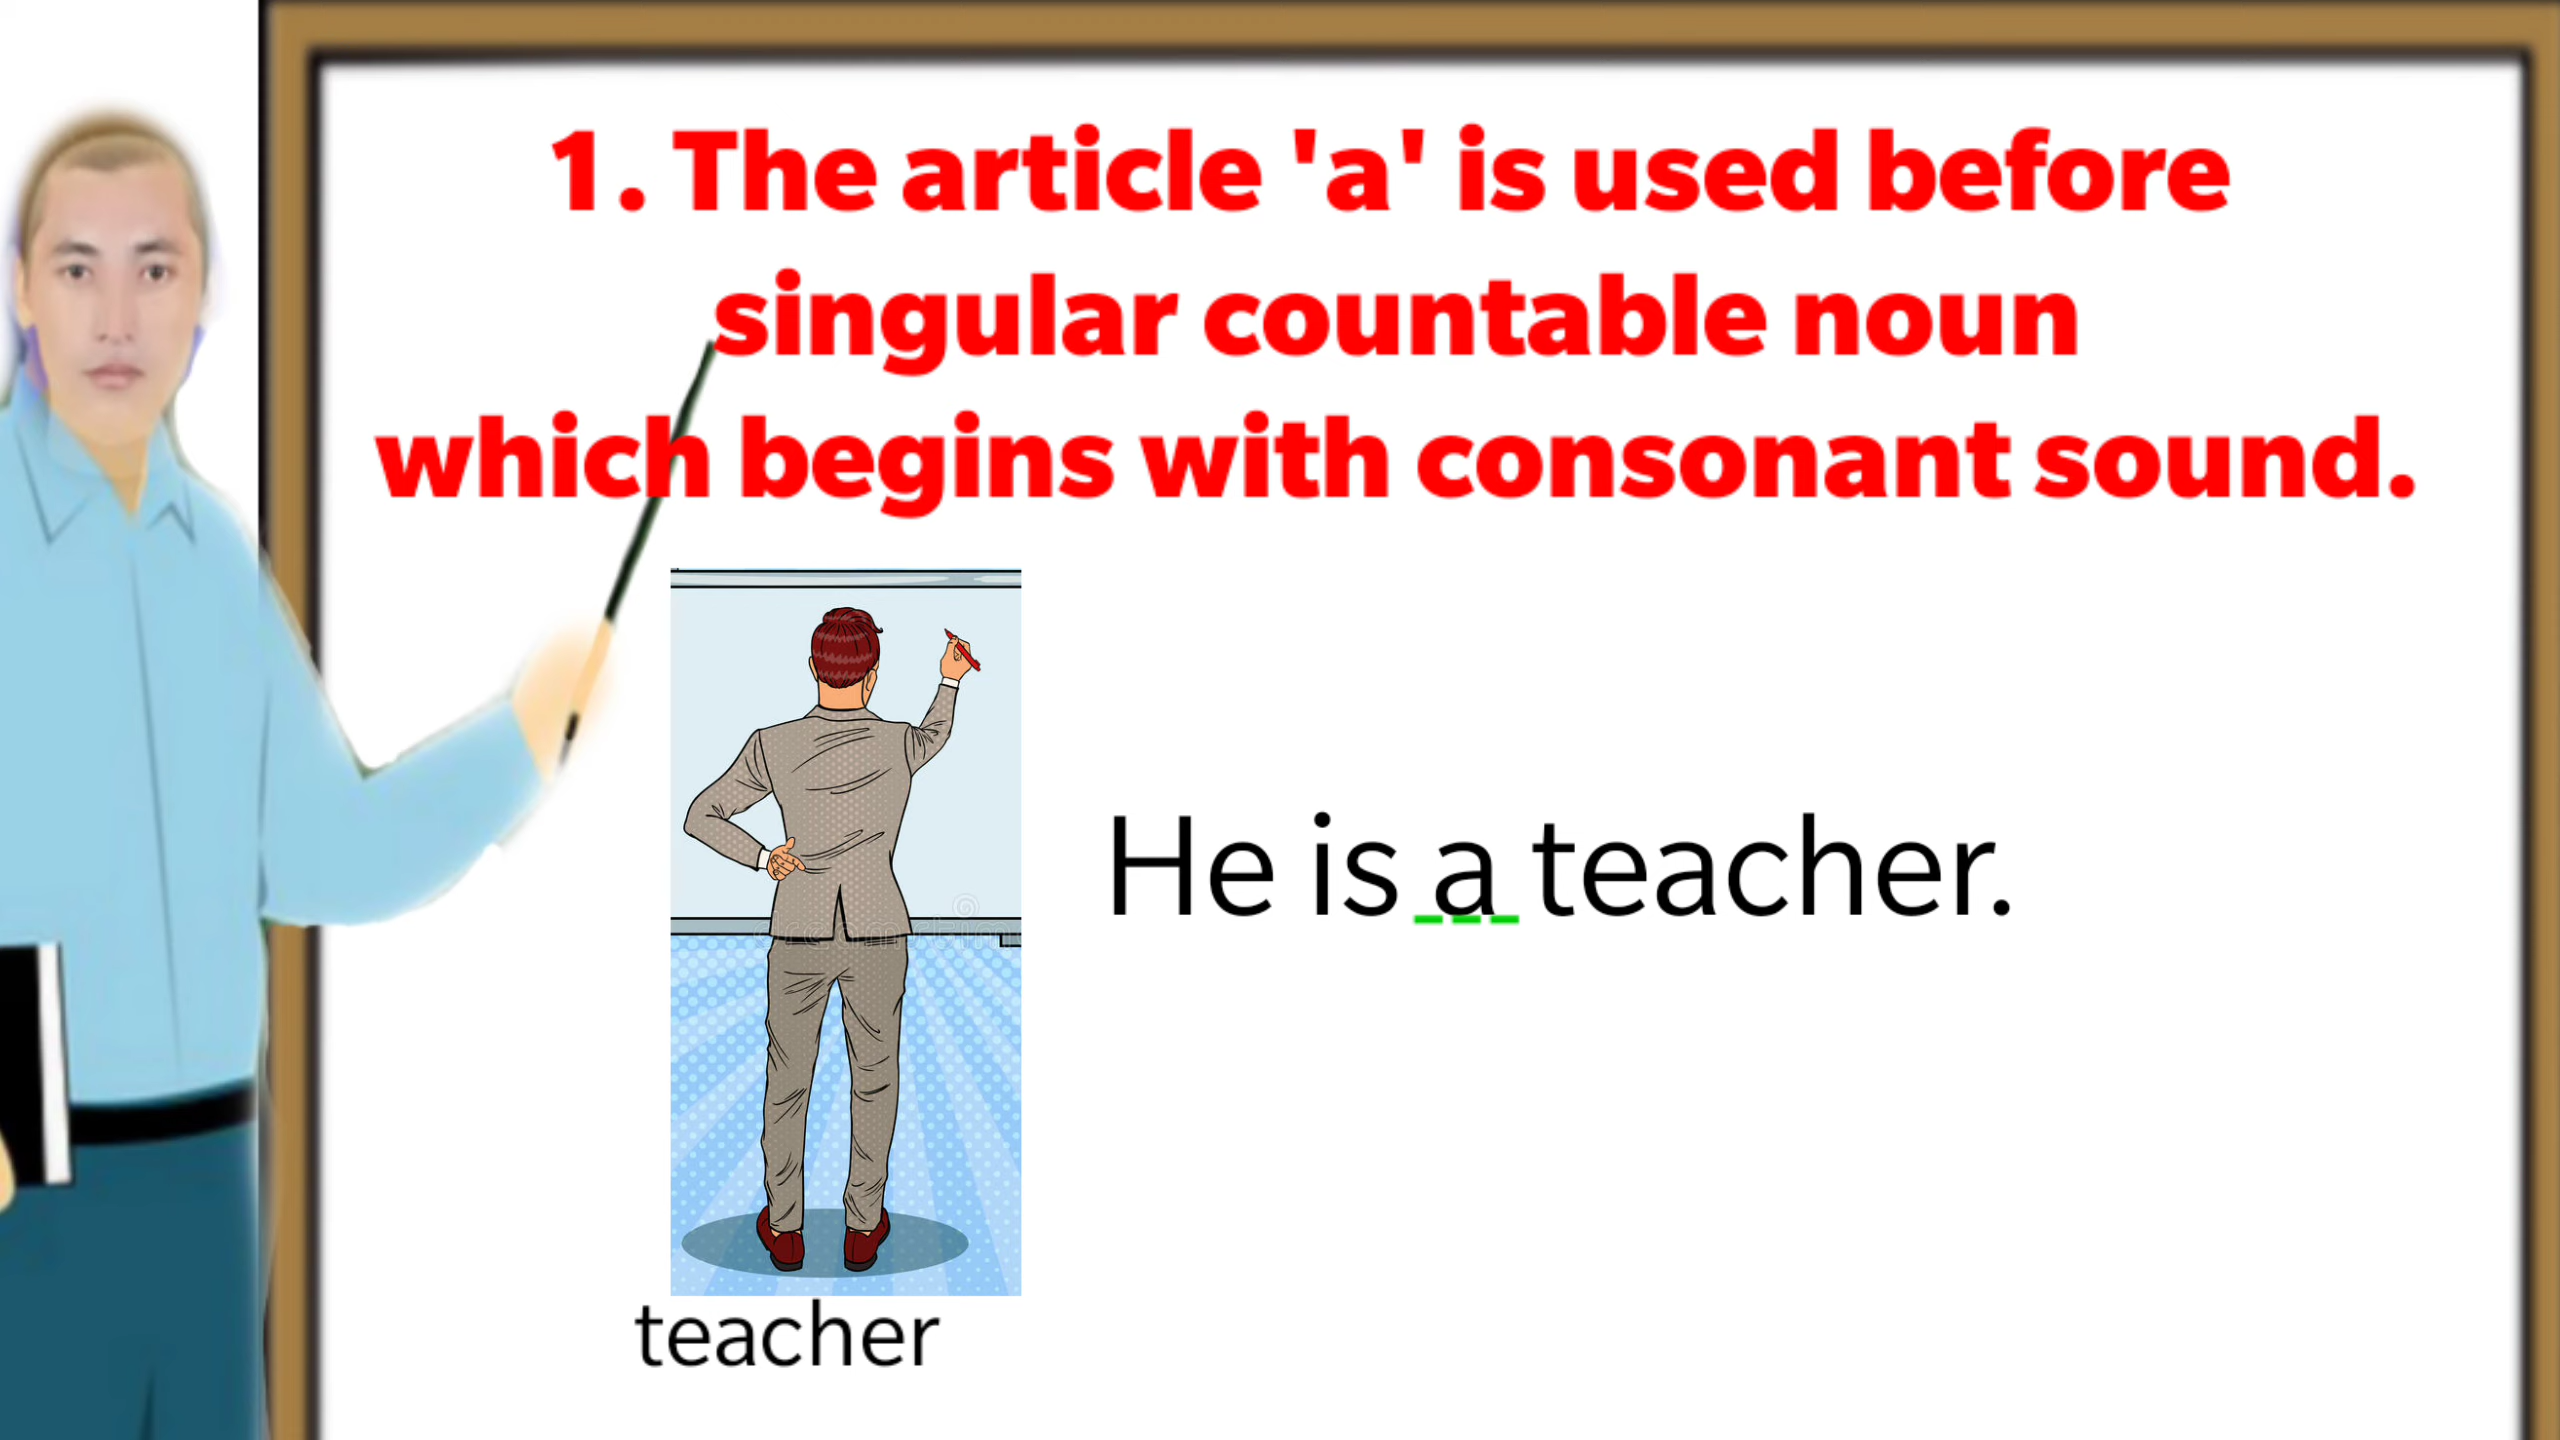 1. The article 'a' is used before
singular countable noun
which begins with consonant sound.
He is a teacher.
teacher